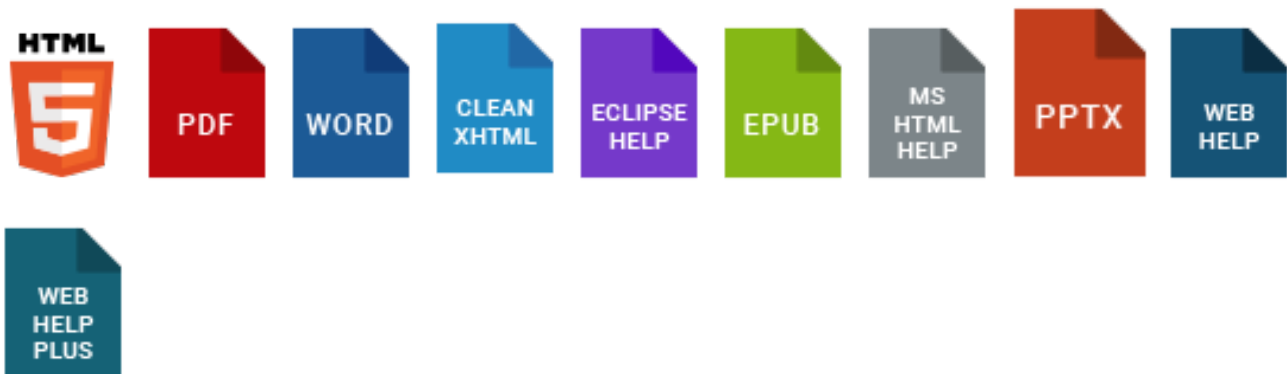 HTML
5
PDF
WORD
CLEAN
XHTML
ECLIPSE
HELP
EPUB
MS
HTML
HELP
PPTX
WEB
HELP
WEB
HELP
PLUS